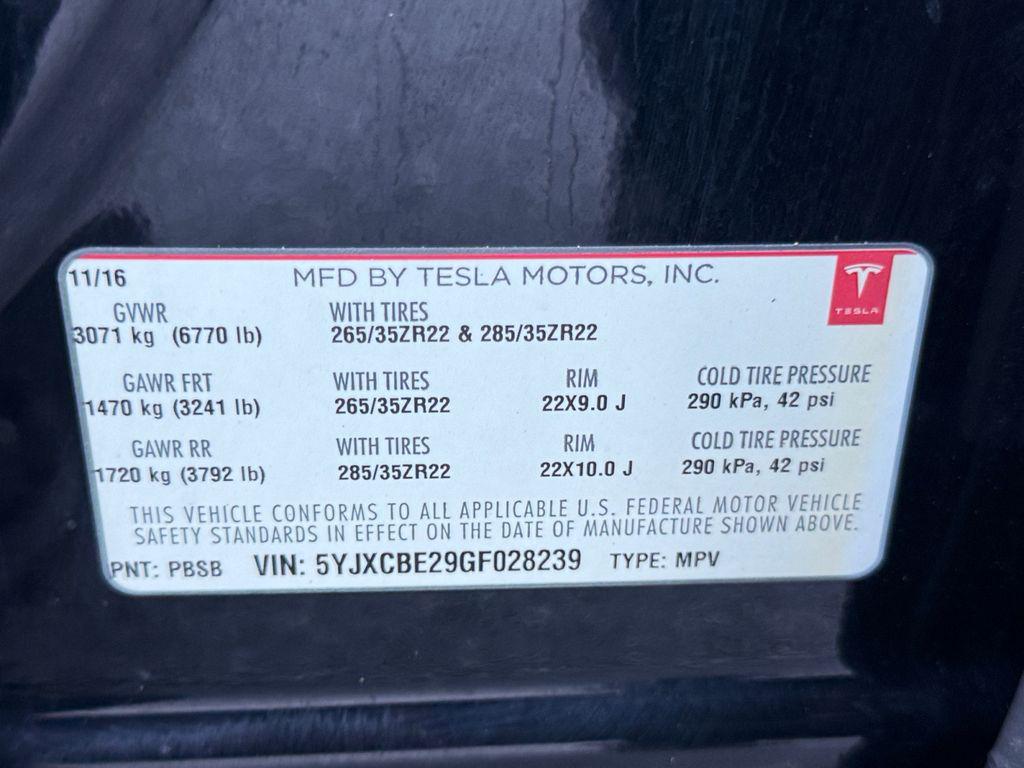 11/16 MFD BY TESLA MOTORS, INC.
TESLA
GVWR WITH TIRES
3071 kg (6770 lb) 265/35ZR22 & 285/35ZR22
GAWR FRT WITH TIRES RIM COLD TIRE PRESSURE
1470 kg (3241 lb) 265/35ZR22 22X9.0 J 290 kPa, 42 psi
GAWR RR WITH TIRES RIM COLD TIRE PRESSURE
1720 kg (3792 lb) 285/35ZR22 22X10.0 J 290 kPa, 42 psi
THIS VEHICLE CONFORMS TO ALL APPLICABLE U.S. FEDERAL MOTOR VEHICLE
SAFETY STANDARDS IN EFFECT ON THE DATE OF MANUFACTURE SHOWN ABOVE.
PNT: PBSB VIN: 5YJXCBE29GF028239 TYPE: MPV